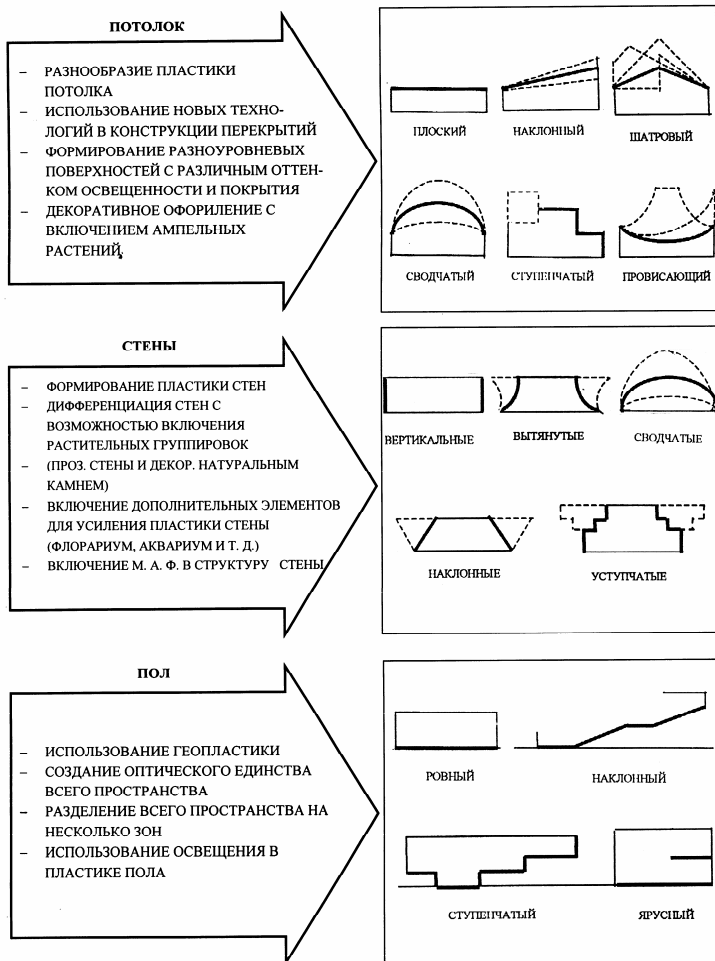 ПОТОЛОК
– РАЗНООБРАЗИЕ ПЛАСТИКИ
ПОТОЛКА
– ИСПОЛЬЗОВАНИЕ НОВЫХ ТЕХНО-
ЛОГИЙ В КОНСТРУКЦИИ ПЕРЕКРЫТИЙ
– ФОРМИРОВАНИЕ РАЗНОУРОВНЕВЫХ
ПОВЕРХНОСТЕЙ С РАЗЛИЧНЫМ ОТТЕН-
КОМ ОСВЕЩЕННОСТИ И ПОКРЫТИЯ
– ДЕКОРАТИВНОЕ ОФОРИЛЕНИЕ С
ВКЛЮЧЕНИЕМ АМПЕЛЬНЫХ
РАСТЕНИЙ.
ПЛОСКИЙ
НАКЛОННЫЙ
ШАТРОВЫЙ
СВОДЧАТЫЙ
СТУПЕНЧАТЫЙ
ПРОВИСАЮЩИЙ
СТЕНЫ
– ФОРМИРОВАНИЕ ПЛАСТИКИ СТЕН
– ДИФФЕРЕНЦИАЦИЯ СТЕН С
ВОЗМОЖНОСТЬЮ ВКЛЮЧЕНИЯ
РАСТИТЕЛЬНЫХ ГРУППИРОВОК
– (ПРОЗ. СТЕНЫ И ДЕКОР. НАТУРАЛЬНЫМ
КАМНЕМ)
– ВКЛЮЧЕНИЕ ДОПОЛНИТЕЛЬНЫХ ЭЛЕМЕНТОВ
ДЛЯ УСИЛЕНИЯ ПЛАСТИКИ СТЕНЫ
(ФЛОРАРИУМ, АКВАРИУМ И Т. Д.)
– ВКЛЮЧЕНИЕ М. А. Ф. В СТРУКТУРУ СТЕНЫ
ВЕРТИКАЛЬНЫЕ
ВЫТЯНУТЫЕ
СВОДЧАТЫЕ
НАКЛОННЫЕ
УСТУПЧАТЫЕ
ПОЛ
– ИСПОЛЬЗОВАНИЕ ГЕОПЛАСТИКИ
– СОЗДАНИЕ ОПТИЧЕСКОГО ЕДИНСТВА
ВСЕГО ПРОСТРАНСТВА
– РАЗДЕЛЕНИЕ ВСЕГО ПРОСТРАНСТВА НА
НЕСКОЛЬКО ЗОН
– ИСПОЛЬЗОВАНИЕ ОСВЕЩЕНИЯ В
ПЛАСТИКЕ ПОЛА
РОВНЫЙ
НАКЛОННЫЙ
СТУПЕНЧАТЫЙ
ЯРУСНЫЙ